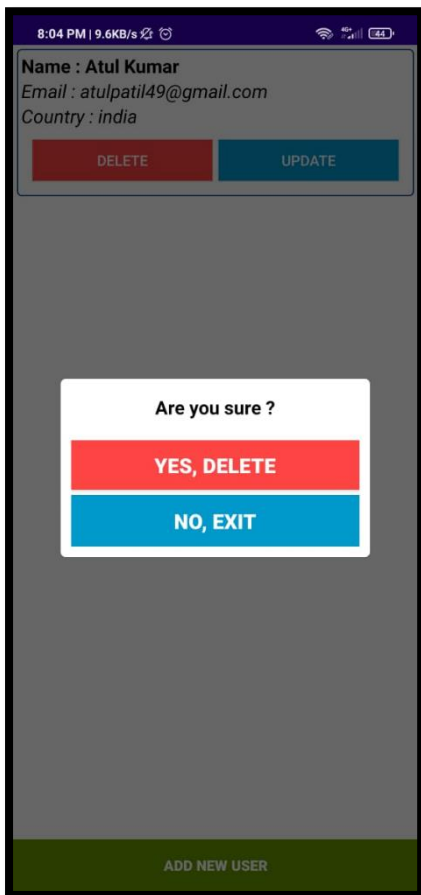 8:04 PM | 9.6KB/s
4G+
44
Name : Atul Kumar
Email : atulpatil49@gmail.com
Country : india
DELETE UPDATE
Are you sure ?
YES, DELETE
NO, EXIT
ADD NEW USER